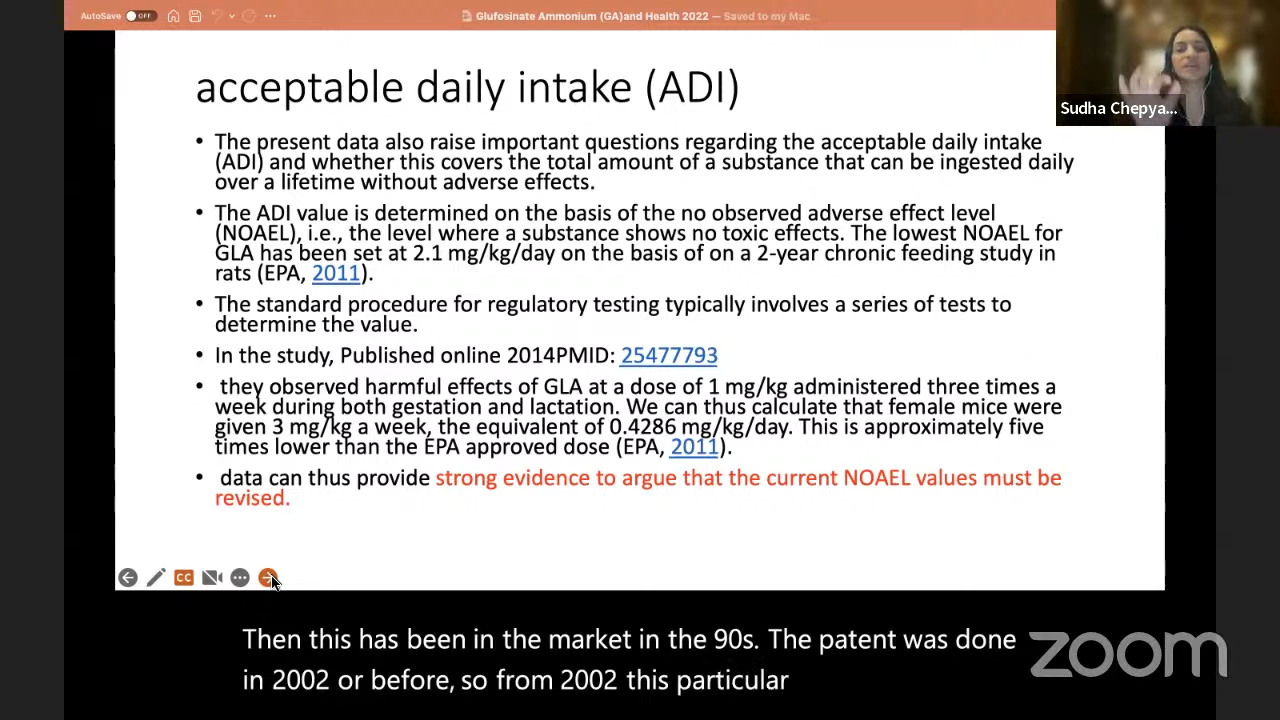 AutoSave OFF
Glufosinate Ammonium (GA)and Health 2022 — Saved to my Mac
Sudha Chepya...
acceptable daily intake (ADI)
• The present data also raise important questions regarding the acceptable daily intake
(ADI) and whether this covers the total amount of a substance that can be ingested daily
over a lifetime without adverse effects.
• The ADI value is determined on the basis of the no observed adverse effect level
(NOAEL), i.e., the level where a substance shows no toxic effects. The lowest NOAEL for
GLA has been set at 2.1 mg/kg/day on the basis of on a 2-year chronic feeding study in
rats (EPA, 2011).
• The standard procedure for regulatory testing typically involves a series of tests to
determine the value.
• In the study, Published online 2014PMID: 25477793
• they observed harmful effects of GLA at a dose of 1 mg/kg administered three times a
week during both gestation and lactation. We can thus calculate that female mice were
given 3 mg/kg a week, the equivalent of 0.4286 mg/kg/day. This is approximately five
times lower than the EPA approved dose (EPA, 2011).
• data can thus provide strong evidence to argue that the current NOAEL values must be
revised.
CC
Then this has been in the market in the 90s. The patent was done
in 2002 or before, so from 2002 this particular
zoom